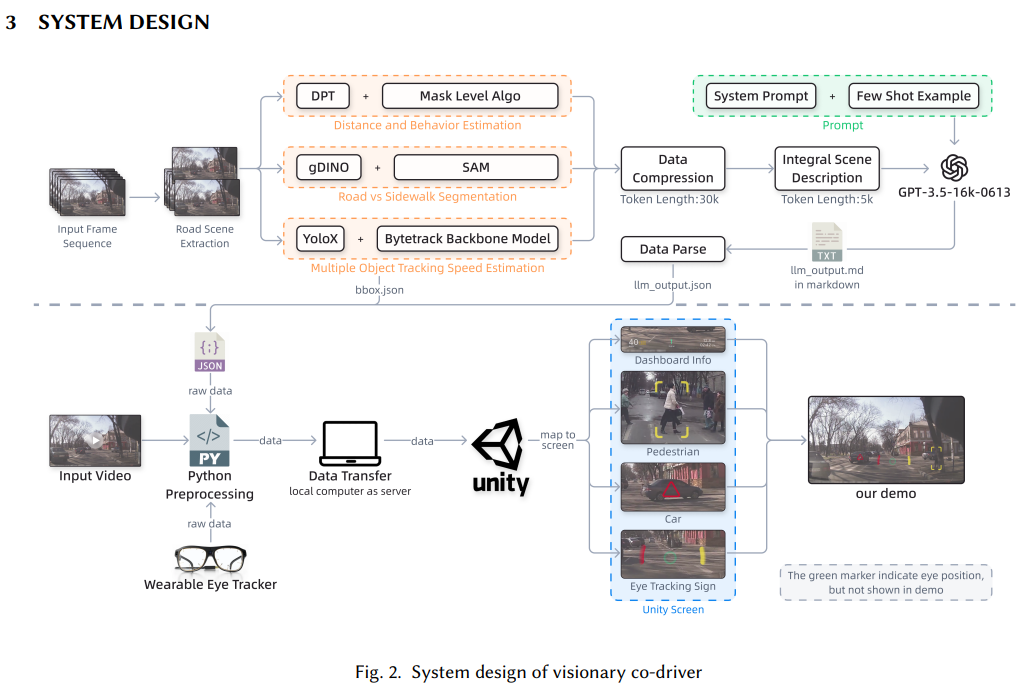 3 SYSTEM DESIGN
DPT + Mask Level Algo
Distance and Behavior Estimation
System Prompt + Few Shot Example
Prompt
Input Frame
Sequence
Road Scene
Extraction
gDINO + SAM
Road vs Sidewalk Segmentation
Data
Compression
Token Length:30k
Integral Scene
Description
Token Length:5k
GPT-3.5-16k-0613
YoloX + Bytetrack Backbone Model
Multiple Object Tracking Speed Estimation
bbox.json
Data Parse
llm_output.json
TXT
llm_output.md
in markdown
{;}
JSON
raw data
Input Video
</>
PY
Python
Preprocessing
raw data
Wearable Eye Tracker
data
Data Transfer
local computer as server
data
unity
map to
screen
40
Dashboard Info
Pedestrian
Car
Eye Tracking Sign
Unity Screen
our demo
The green marker indicate eye position,
but not shown in demo
Fig. 2. System design of visionary co-driver